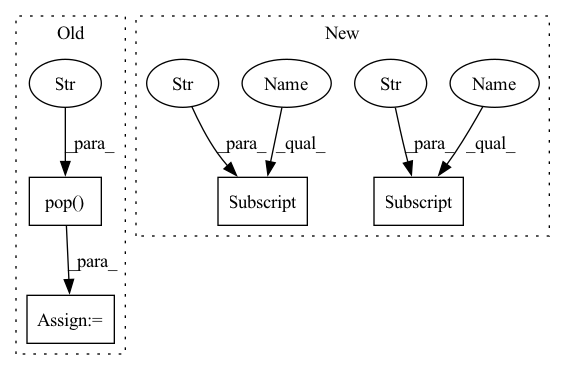 Old
New
Str
Str
Name
Str
Name
_para_
_para_
_qual_
_para_
_qual_
pop()
Subscript
Subscript
_para_
Assign:=